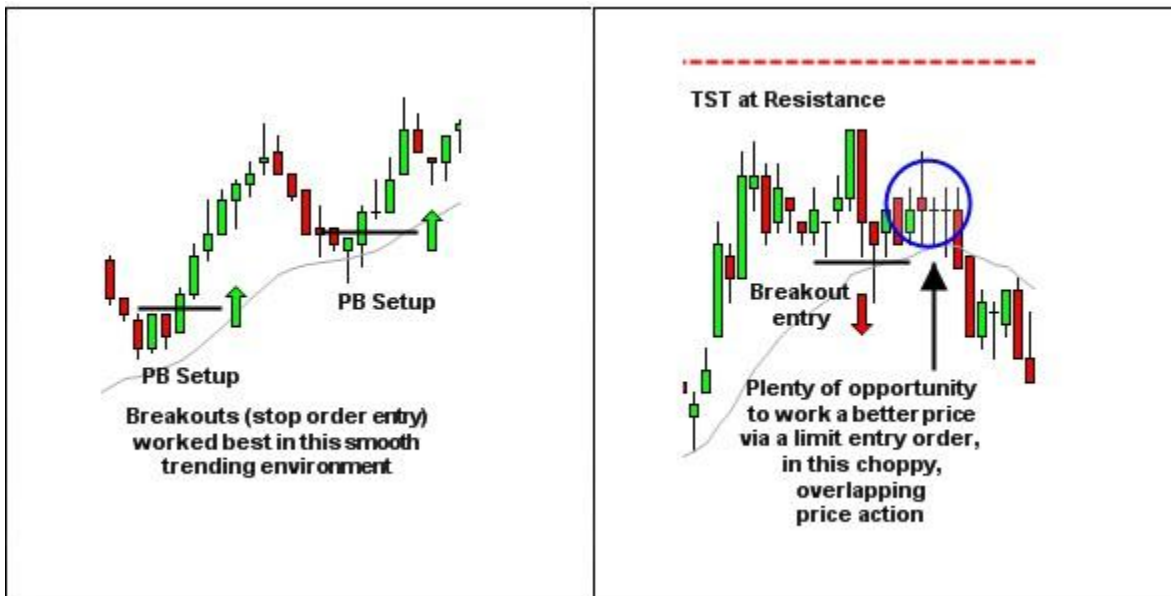 PB Setup
PB Setup
Breakouts (stop order entry)
worked best in this smooth
trending environment
TST at Resistance
Breakout
entry
Plenty of opportunity
to work a better price
via a limit entry order,
in this choppy,
overlapping
price action